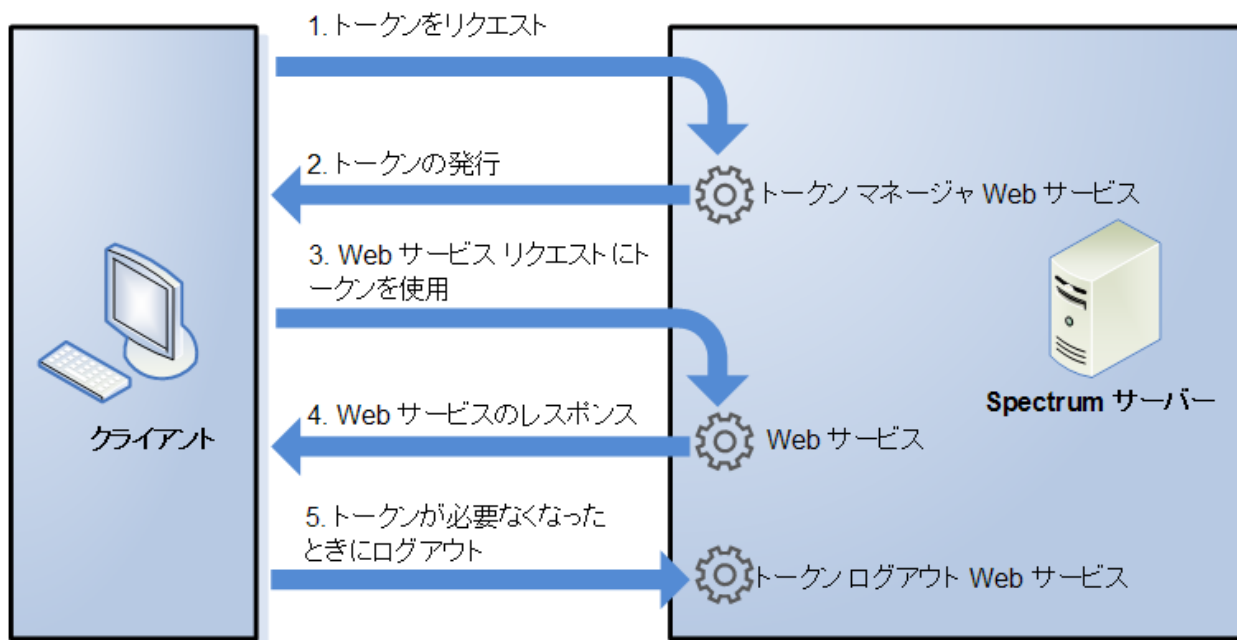 1. トークンをリクエスト
2. トークンの発行
トークン マネージャ Web サービス
3. Web サービス リクエストにト
ークンを使用
Spectrum サーバー
クライアント
4. Web サービスのレスポンス
Web サービス
5. トークンが必要なくなった
ときにログアウト
トークン ログアウト Web サービス